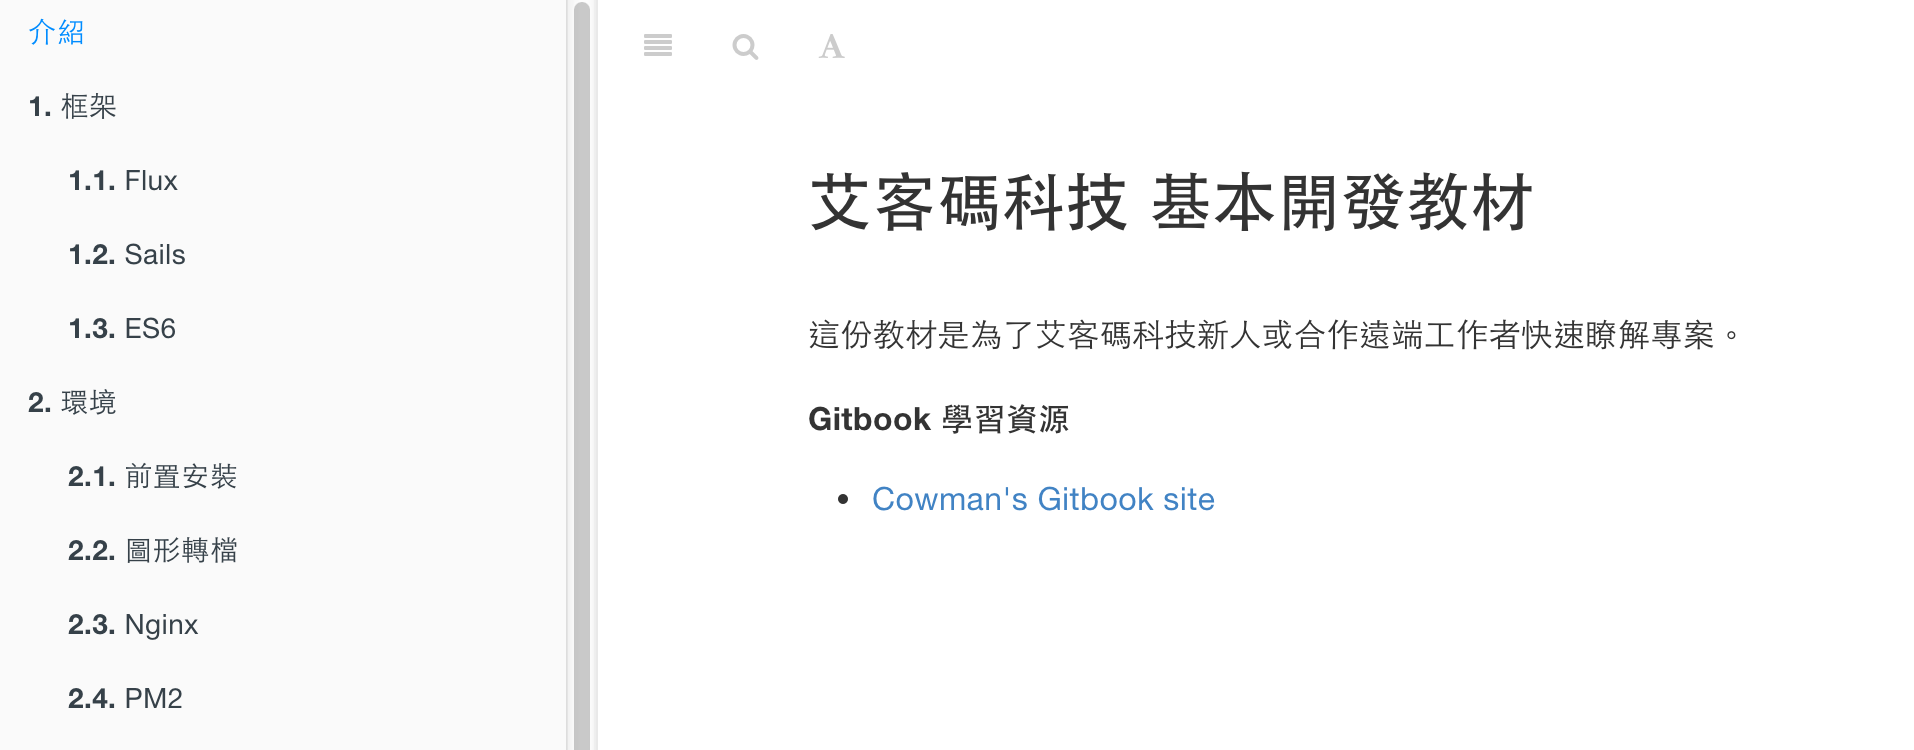 介紹
1. 框架
1.1. Flux
1.2. Sails
1.3. ES6
2. 環境
2.1. 前置安裝
2.2. 圖形轉檔
2.3. Nginx
2.4. PM2
A
艾客碼科技 基本開發教材
這份教材是為了艾客碼科技新人或合作遠端工作者快速瞭解專案。
Gitbook 學習資源
Cowman's Gitbook site